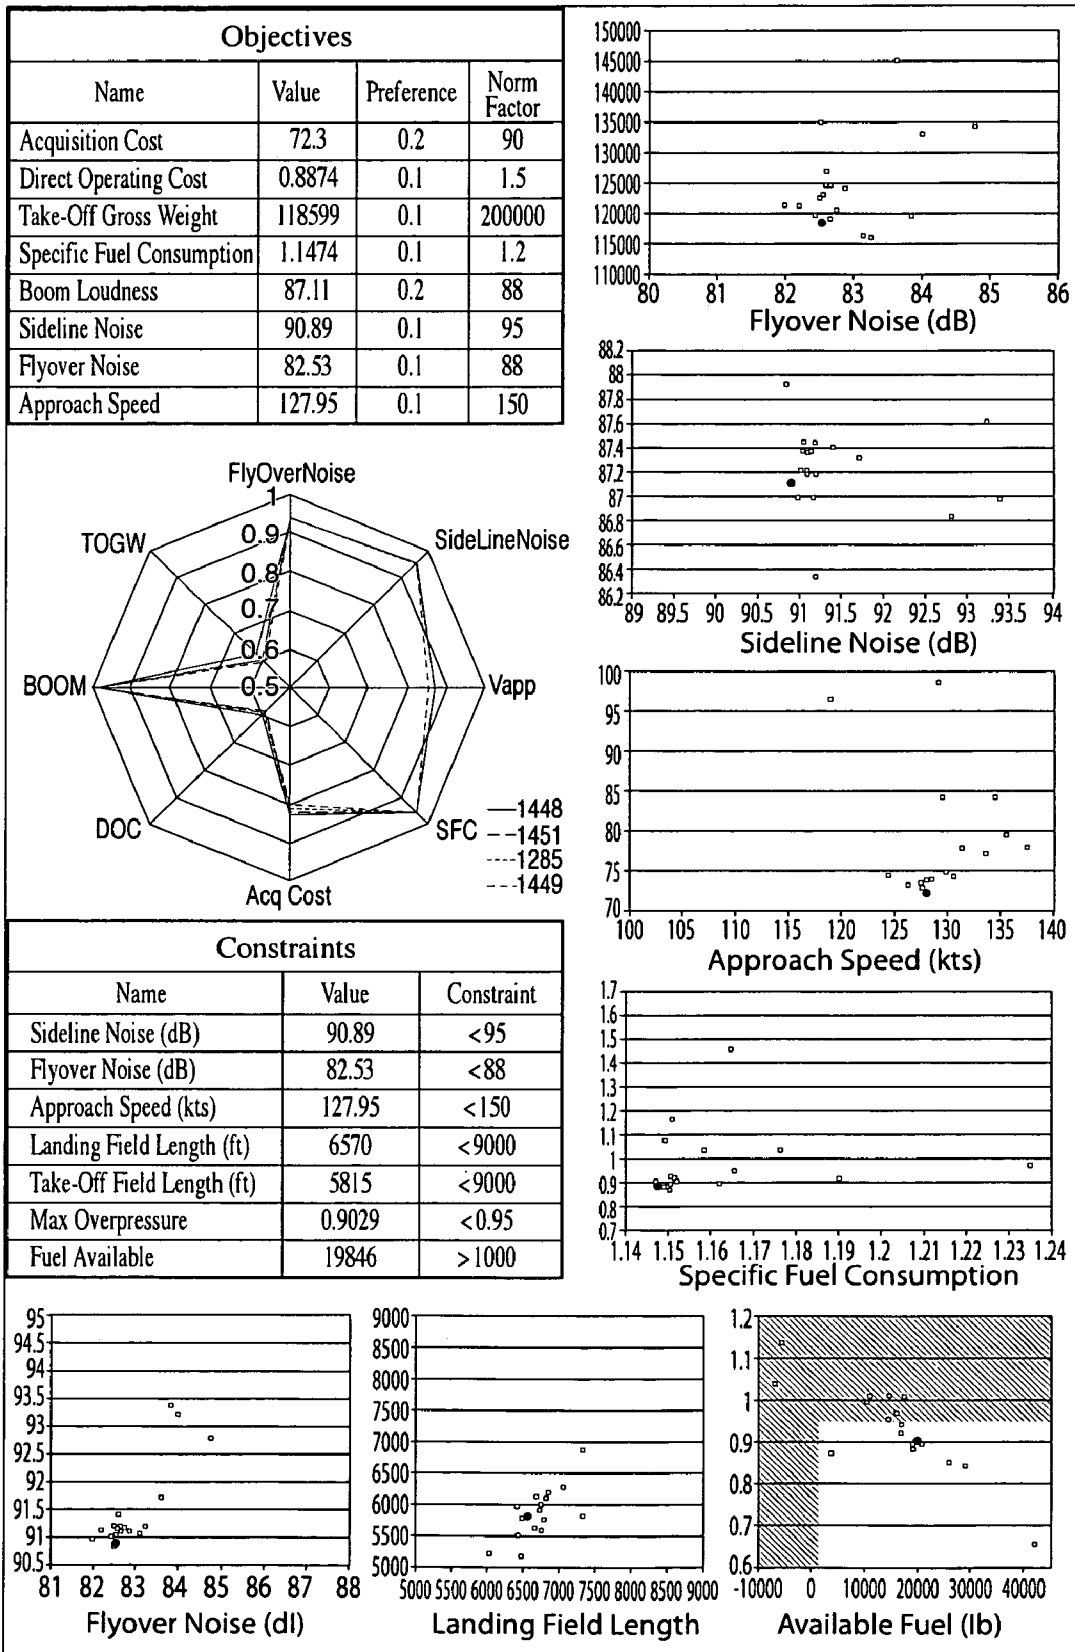 Objectives
Name Value Preference Norm Factor
Acquisition Cost 72.3 0.2 90
Direct Operating Cost 0.8874 0.1 1.5
Take-Off Gross Weight 118599 0.1 200000
Specific Fuel Consumption 1.1474 0.1 1.2
Boom Loudness 87.11 0.2 88
Sideline Noise 90.89 0.1 95
Flyover Noise 82.53 0.1 88
Approach Speed 127.95 0.1 150
150000
145000
140000
135000
130000
125000
120000
115000
110000
80 81 82 83 84 85 86
Flyover Noise (dB)
88.2
88
87.8
87.6
87.4
87.2
87
86.8
86.6
86.4
86.2
89 89.5 90 90.5 91 91.5 92 92.5 93 .93.5 94
Sideline Noise (dB)
FlyOverNoise
SideLineNoise
Vapp
SFC
Acq Cost
DOC
BOOM
TOGW
1
0.9
0.8
0.7
0.6
0.5
1448
1451
1285
1449
100
95
90
85
80
75
70
100 105 110 115 120 125 130 135 140
Approach Speed (kts)
Constraints
Name Value Constraint
Sideline Noise (dB) 90.89 <95
Flyover Noise (dB) 82.53 <88
Approach Speed (kts) 127.95 <150
Landing Field Length (ft) 6570 <9000
Take-Off Field Length (ft) 5815 <9000
Max Overpressure 0.9029 <0.95
Fuel Available 19846 >1000
1.7
1.6
1.5
1.4
1.3
1.2
1.1
1
0.9
0.8
0.7
1.14 1.15 1.16 1.17 1.18 1.19 1.2 1.21 1.22 1.23 1.24
Specific Fuel Consumption
95
94.5
94
93.5
93
92.5
92
91.5
91
90.5
81 82 83 84 85 86 87 88
Flyover Noise (dl)
9000
8500
8000
7500
7000
6500
6000
5500
5000
5000 5500 6000 6500 7000 7500 8000 8500 9000
Landing Field Length
1.2
1.1
1
0.9
0.8
0.7
0.6
-10000 0 10000 20000 30000 40000
Available Fuel (lb)